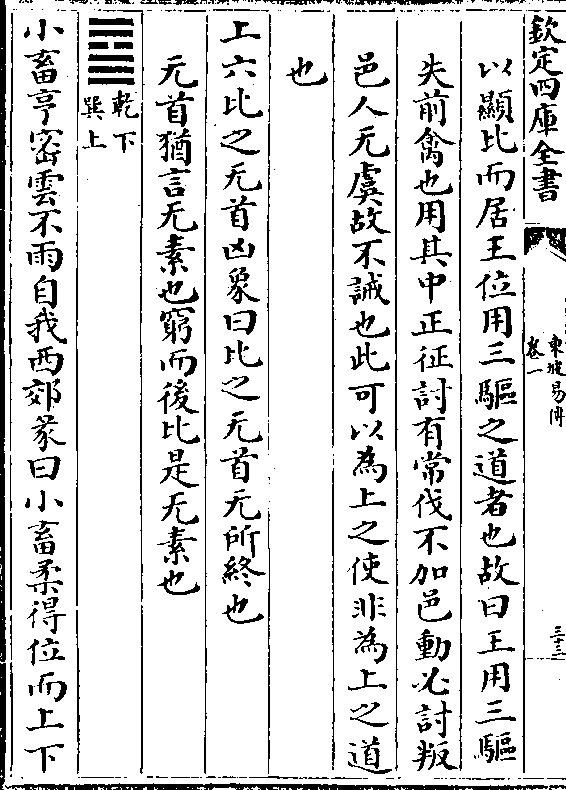 欽定四庫全書
東坡易傳
卷一
三十三
以顯比而居王位用三驅之道者也故曰王用三驅
失前禽也用其中正征討有常伐不加邑動必討叛
邑人无虞故不誡也此可以為上之使非為上之道
也
上六比之无首凶象曰比之无首无所終也
无首猶言无素也窮而後比是无素也
乾下
巽上
小畜亨密雲不雨自我西郊彖曰小畜柔得位而上下